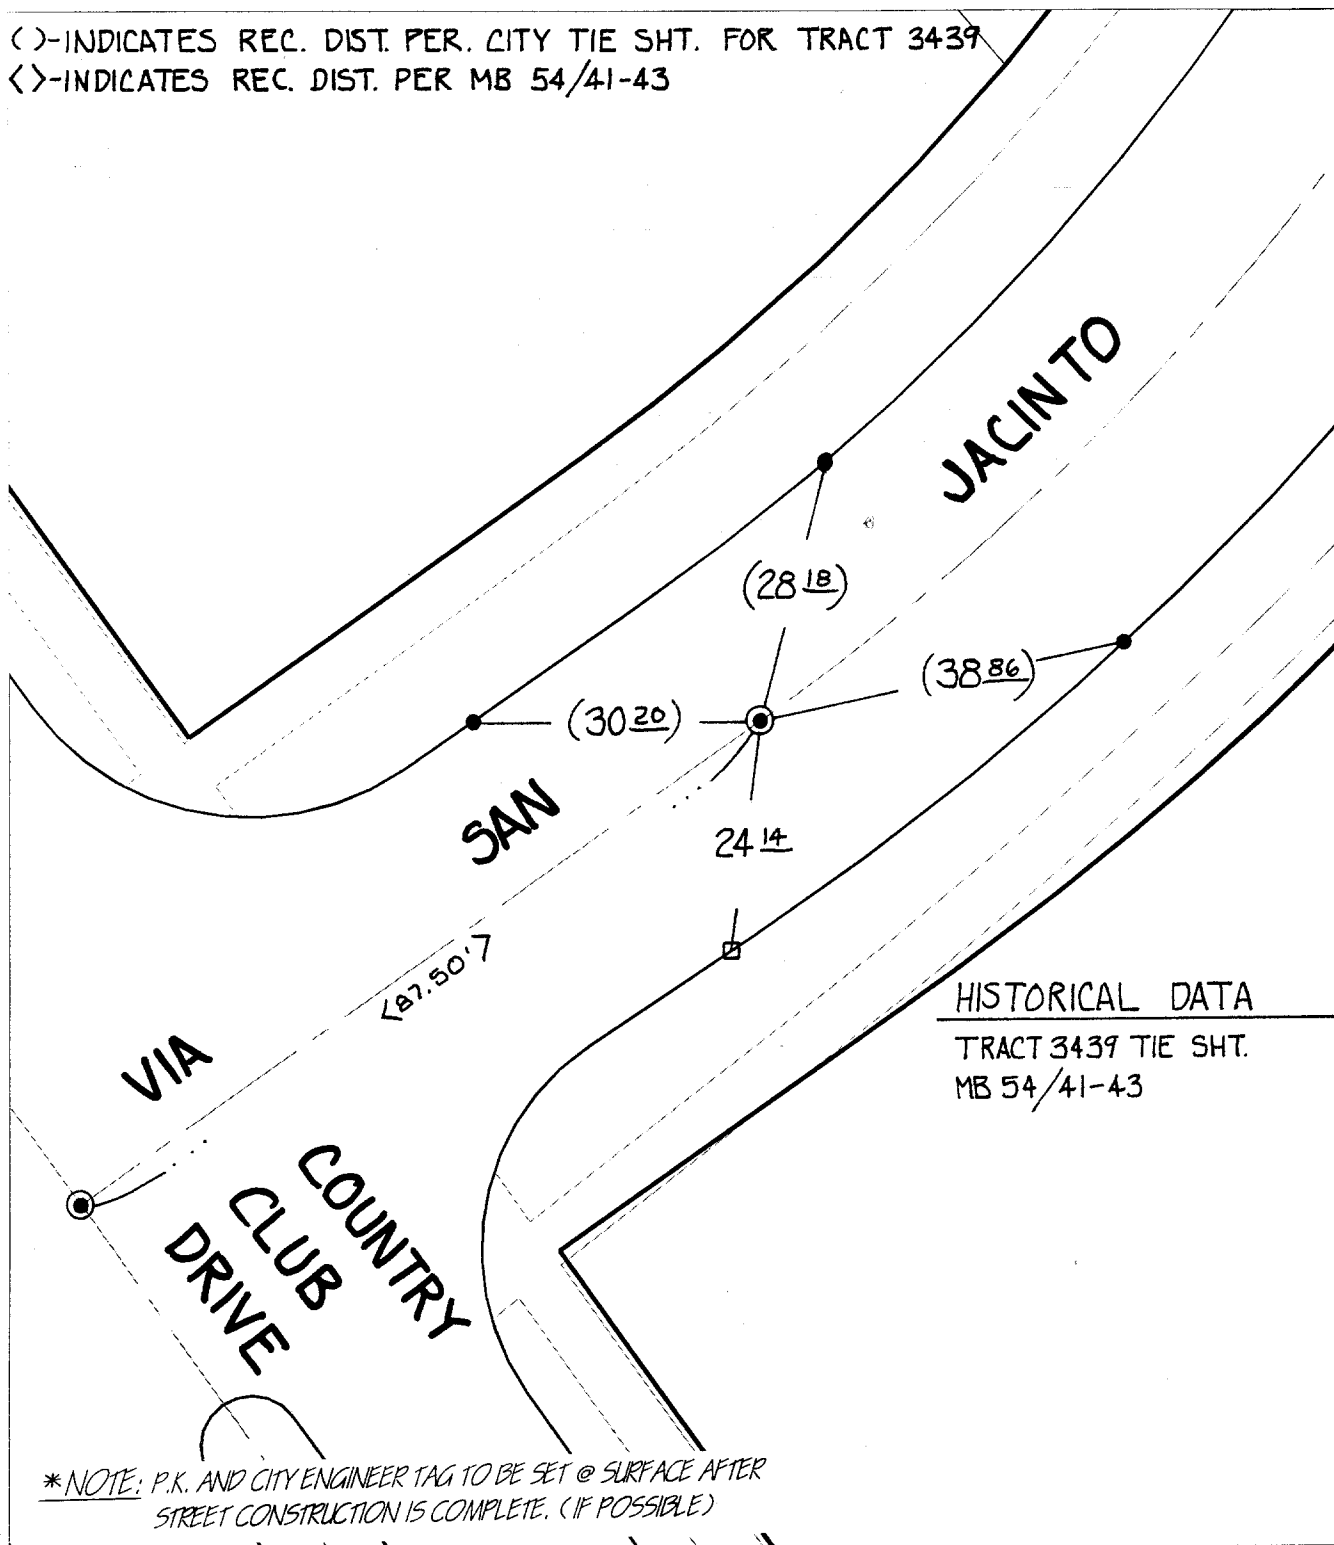 ( )-INDICATES REC. DIST. PER. CITY TIE SHT. FOR TRACT 3439
< >-INDICATES REC. DIST. PER MB 54/41-43
JACINTO
(28 18)
(38 86)
(30 20)
SAN
24 14
<87.50'>
HISTORICAL DATA
TRACT 3439 TIE SHT.
MB 54/41-43
VIA
COUNTRY
CLUB
DRIVE
*NOTE: P.K. AND CITY ENGINEER TAG TO BE SET @ SURFACE AFTER
STREET CONSTRUCTION IS COMPLETE. (IF POSSIBLE)